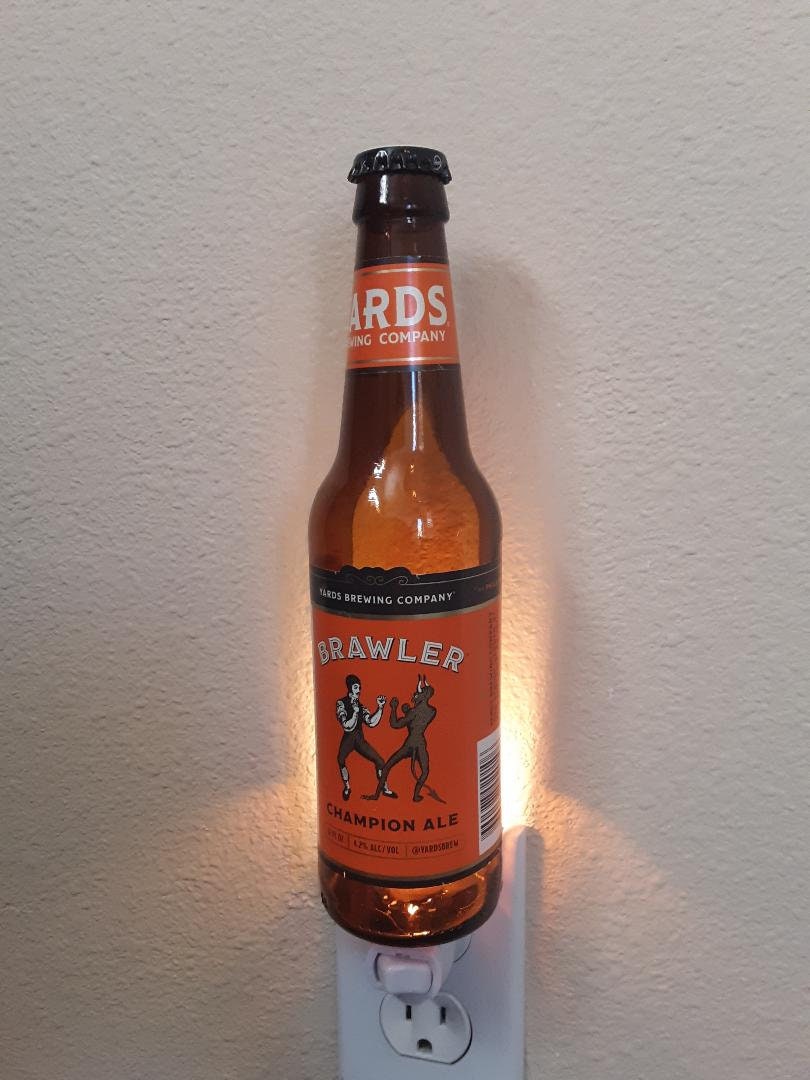 ARDS
WING COMPANY
YARDS BREWING COMPANY
BRAWLER
CHAMPION ALE
4.2% ALC/VOL @YARDSBREW